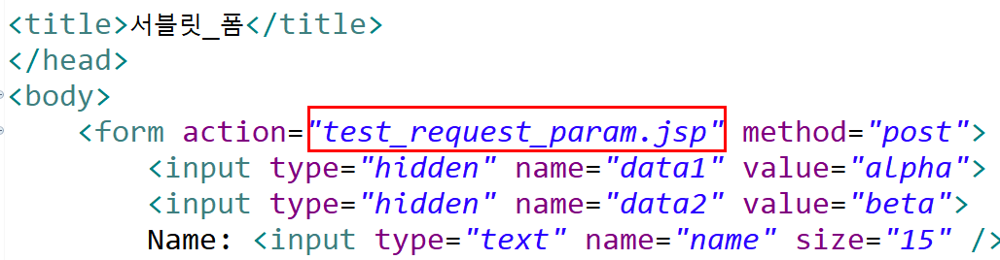 <title>서블릿_폼</title>
</head>
<body>
<form action="test_request_param.jsp" method="post">
<input type="hidden" name="data1" value="alpha">
<input type="hidden" name="data2" value="beta">
Name: <input type="text" name="name" size="15" />